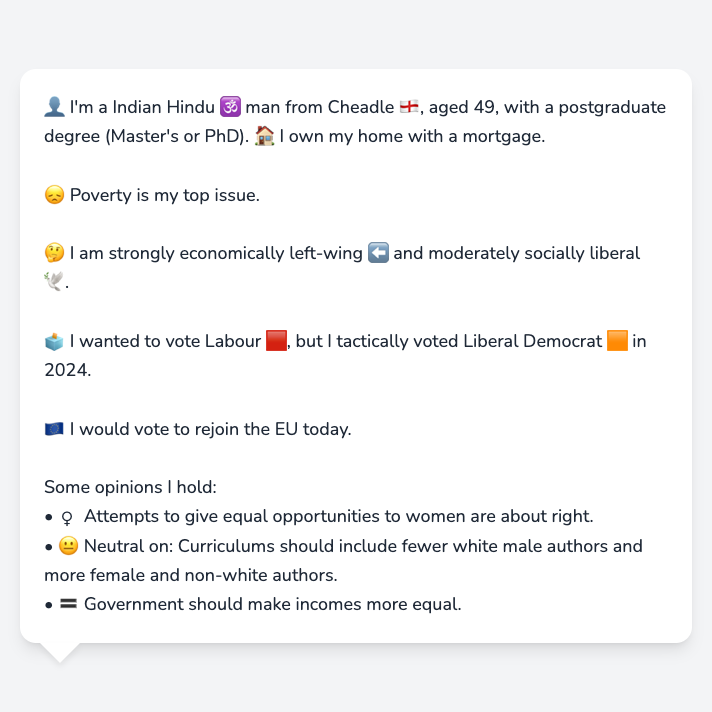 👤 I'm a Indian Hindu 🕉️ man from Cheadle 🏴󠁧󠁢󠁥󠁮󠁧󠁿, aged 49, with a postgraduate
degree (Master's or PhD). 🏠 I own my home with a mortgage.
😞 Poverty is my top issue.
🤔 I am strongly economically left-wing ⬅️ and moderately socially liberal
🕊️.
🗳️ I wanted to vote Labour 🟥, but I tactically voted Liberal Democrat 🟧 in
2024.
🇪🇺 I would vote to rejoin the EU today.
Some opinions I hold:
• ♀ Attempts to give equal opportunities to women are about right.
• 😐 Neutral on: Curriculums should include fewer white male authors and
more female and non-white authors.
• 🟰 Government should make incomes more equal.